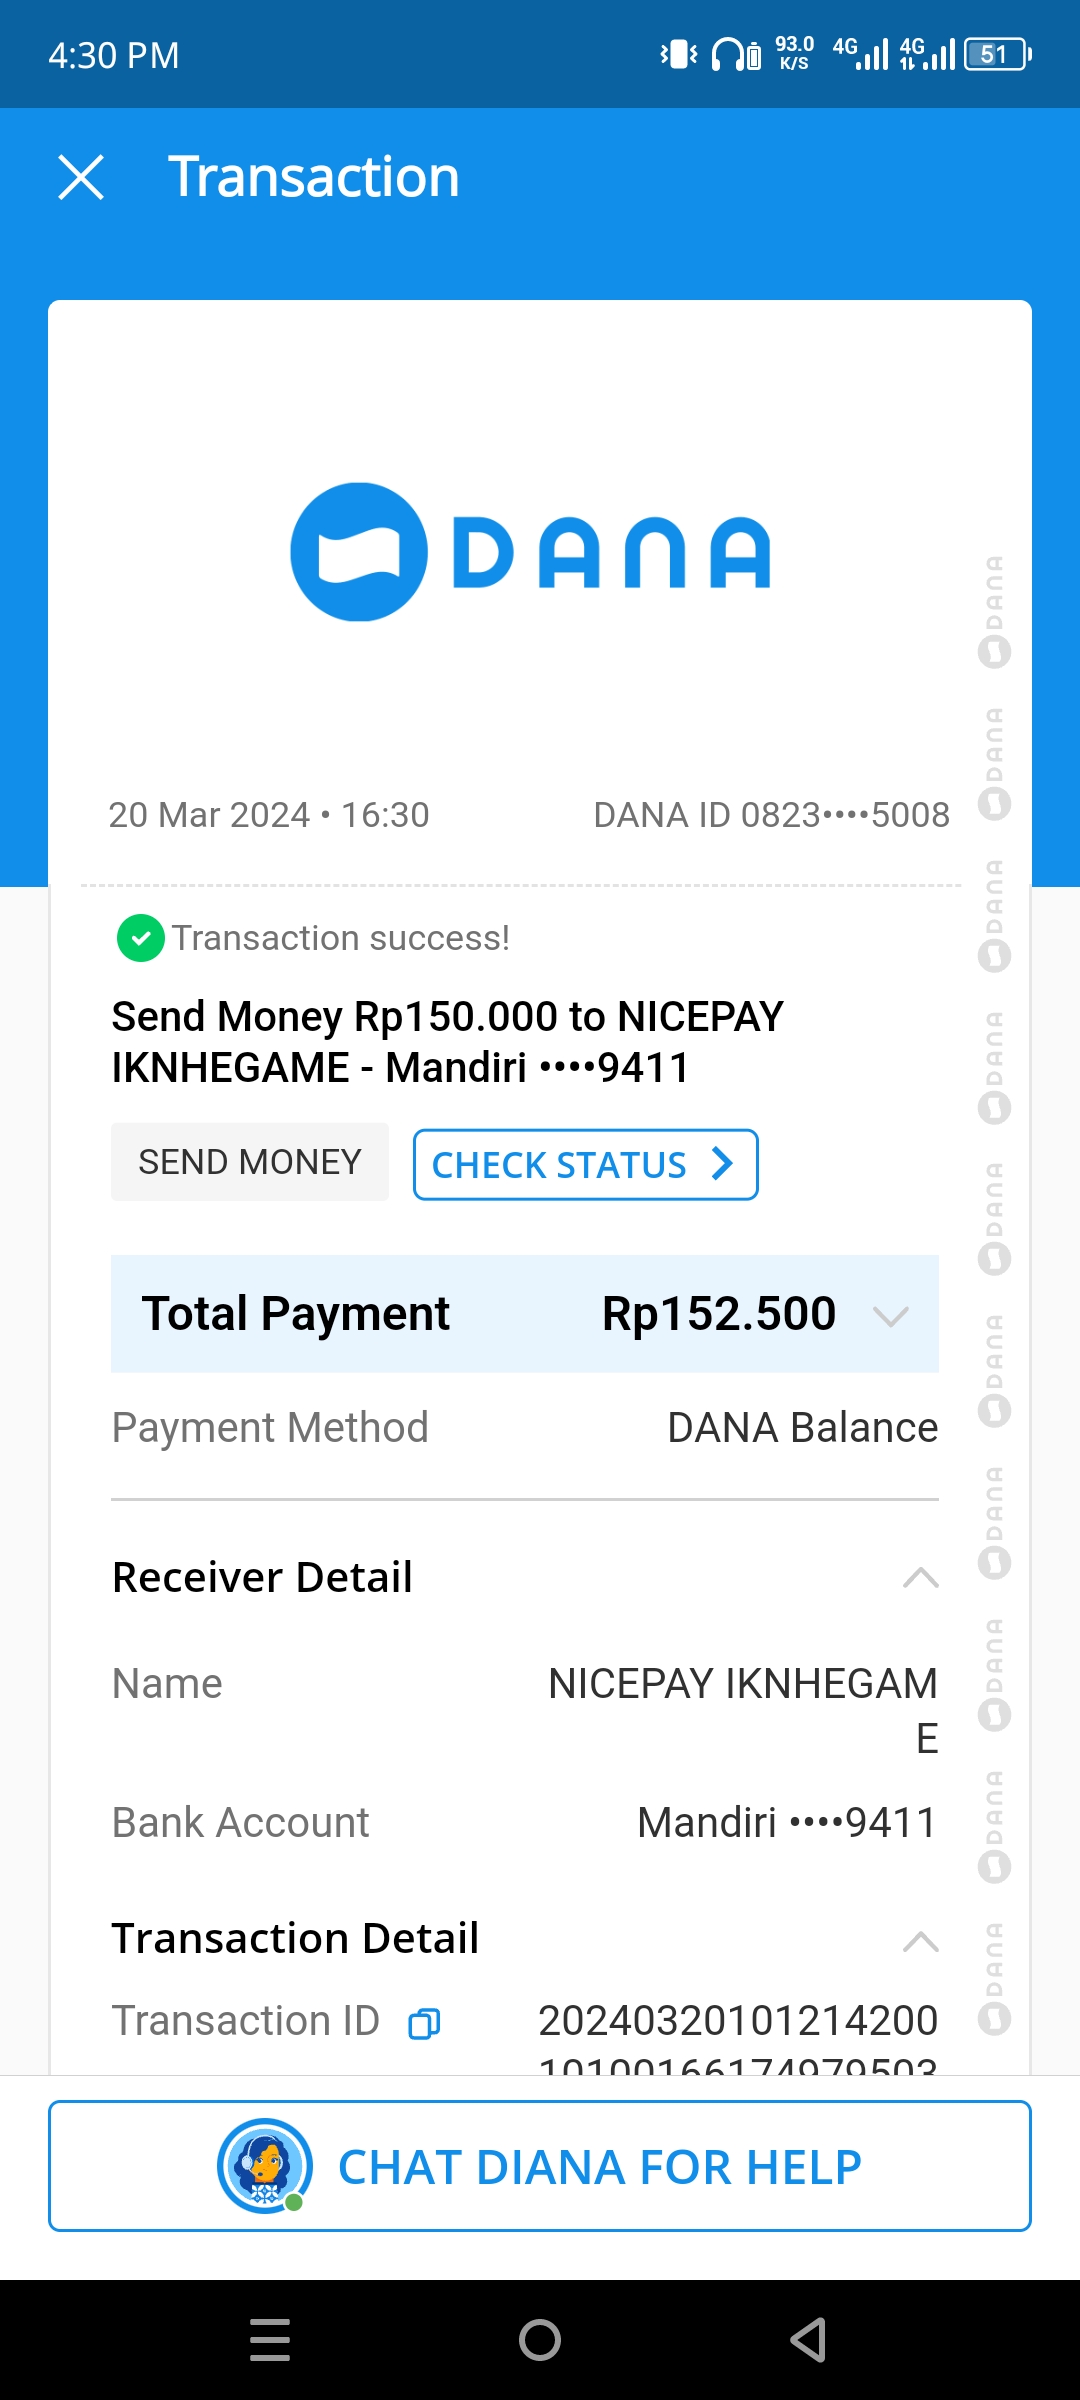 4:30 PM
93.0
K/S
4G
4G
51
Transaction
DANA
20 Mar 2024 • 16:30
DANA ID 0823••••5008
Transaction success!
Send Money Rp150.000 to NICEPAY
IKNHEGAME - Mandiri ••••9411
SEND MONEY
CHECK STATUS
Total Payment
Rp152.500
Payment Method
DANA Balance
Receiver Detail
Name
NICEPAY IKNHEGAM
E
Bank Account
Mandiri ••••9411
Transaction Detail
Transaction ID
20240320101214200
10100166174979503
CHAT DIANA FOR HELP
DANA
DANA
DANA
DANA
DANA
DANA
DANA
DANA
DANA
DANA